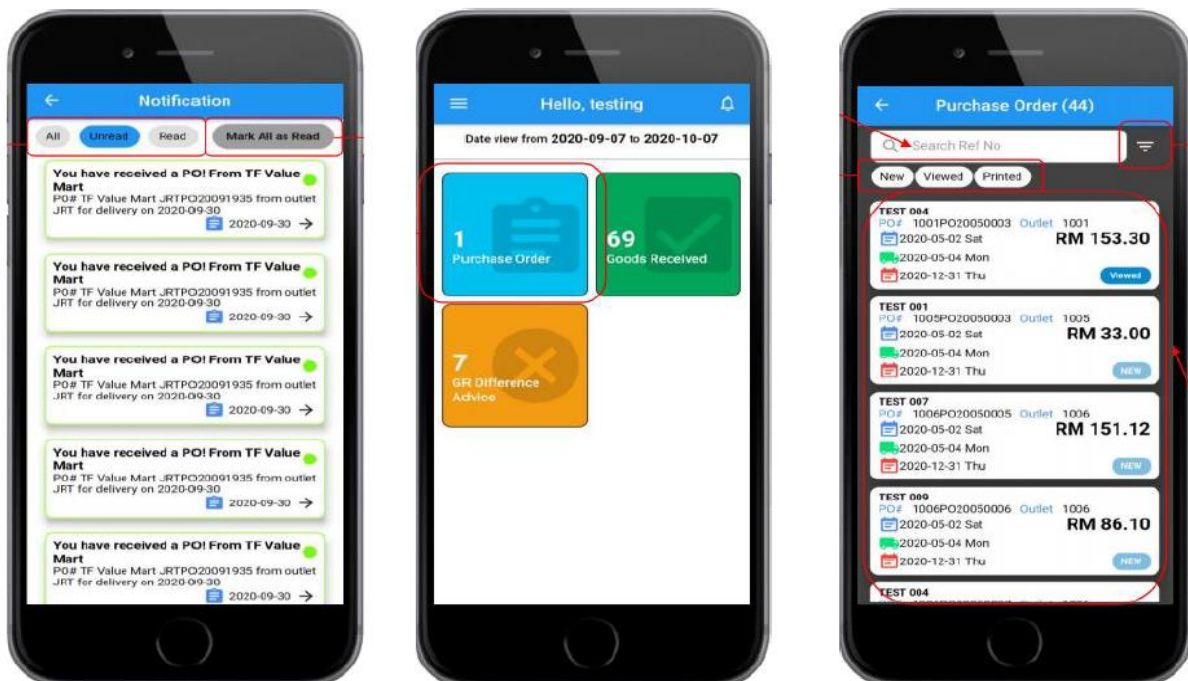 Notification
All Unread Read Mark All as Read
You have received a PO! From TF Value
Mart
PO# TF Value Mart JRTPO20091935 from outlet
JRT for delivery on 2020-09-30
2020-09-30
You have received a PO! From TF Value
Mart
PO# TF Value Mart JRTPO20091935 from outlet
JRT for delivery on 2020-09-30
2020-09-30
You have received a PO! From TF Value
Mart
PO# TF Value Mart JRTPO20091935 from outlet
JRT for delivery on 2020-09-30
2020-09-30
You have received a PO! From TF Value
Mart
PO# TF Value Mart JRTPO20091935 from outlet
JRT for delivery on 2020-09-30
2020-09-30
You have received a PO! From TF Value
Mart
PO# TF Value Mart JRTPO20091935 from outlet
JRT for delivery on 2020-09-30
2020-09-30
Hello, testing
Date view from 2020-09-07 to 2020-10-07
1
Purchase Order
69
Goods Received
7
GR Difference
Advice
Purchase Order (44)
Search Ref No
New Viewed Printed
TEST 004
PO# 1001PO20050003 Outlet 1001
2020-05-02 Sat RM 153.30
2020-05-04 Mon
2020-12-31 Thu Viewed
TEST 001
PO# 1005PO20050003 Outlet 1005
2020-05-02 Sat RM 33.00
2020-05-04 Mon
2020-12-31 Thu NEW
TEST 007
PO# 1006PO20050005 Outlet 1006
2020-05-02 Sat RM 151.12
2020-05-04 Mon
2020-12-31 Thu NEW
TEST 009
PO# 1006PO20050006 Outlet 1006
2020-05-02 Sat RM 86.10
2020-05-04 Mon
2020-12-31 Thu NEW
TEST 004